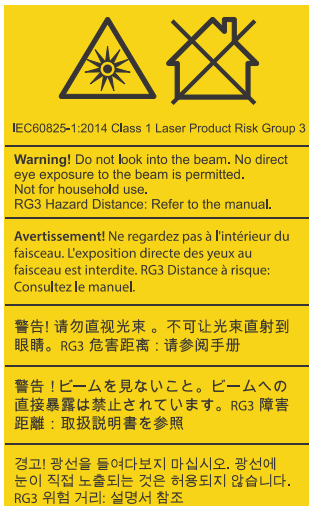 IEC60825-1:2014 Class 1 Laser Product Risk Group 3
Warning! Do not look into the beam. No direct
eye exposure to the beam is permitted.
Not for household use.
RG3 Hazard Distance: Refer to the manual.
Avertissement! Ne regardez pas à l'intérieur du
faisceau. L'exposition directe des yeux au
faisceau est interdite. RG3 Distance à risque:
Consultez le manuel.
警告! 请勿直视光束 。不可让光束直射到
眼睛。RG3 危害距离 : 请参阅手册
警告 ! ビームを見ないこと。ビームへの
直接暴露は禁止されています。RG3 障害
距離 : 取扱説明書を参照
경고! 광선을 들여다보지 마십시오. 광선에
눈이 직접 노출되는 것은 허용되지 않습니다.
RG3 위험 거리: 설명서 참조